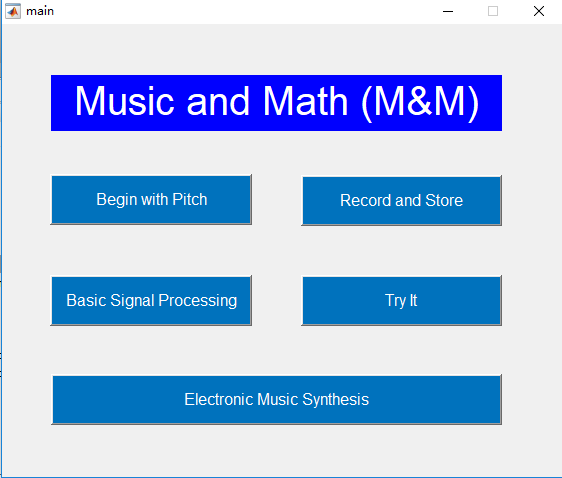 main
Music and Math (M&M)
Begin with Pitch
Record and Store
Basic Signal Processing
Try It
Electronic Music Synthesis